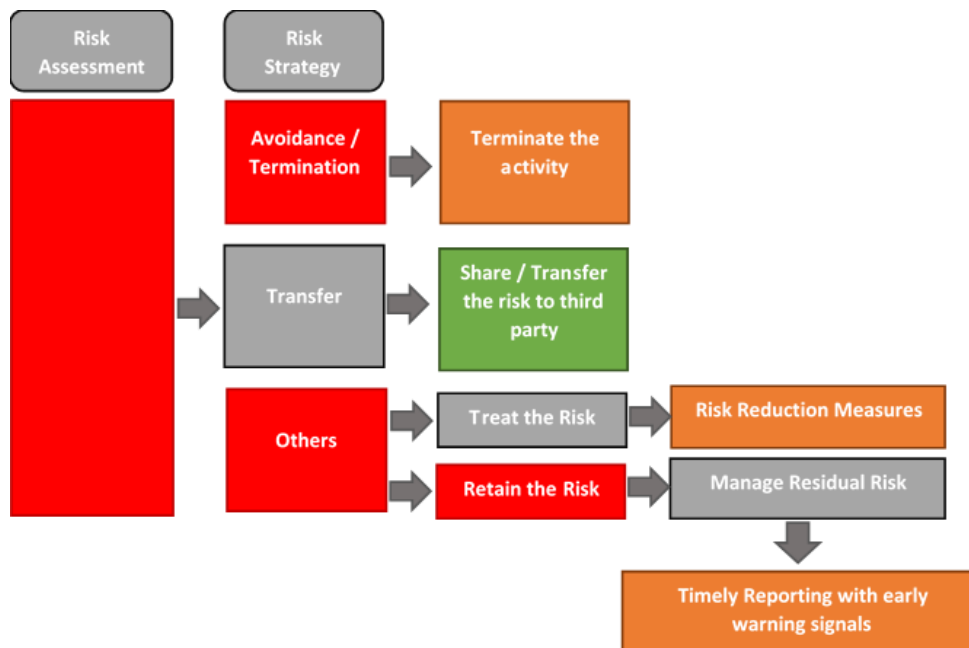 Risk
Assessment
Risk
Strategy
Avoidance /
Termination
Terminate the
activity
Transfer
Share / Transfer
the risk to third
party
Others
Treat the Risk
Risk Reduction Measures
Retain the Risk
Manage Residual Risk
Timely Reporting with early
warning signals